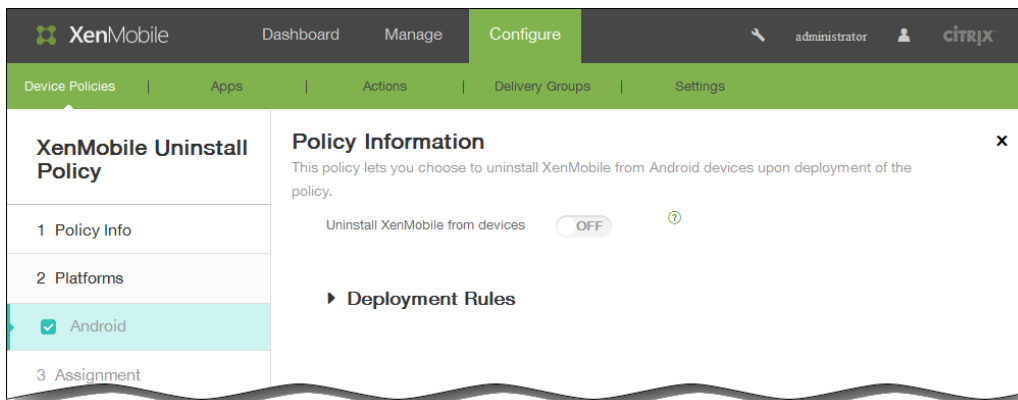 XenMobile Dashboard Manage Configure administrator CITRIX
Device Policies | Apps | Actions | Delivery Groups | Settings
XenMobile Uninstall
Policy
1 Policy Info
2 Platforms
Android
3 Assignment
Policy Information
x
This policy lets you choose to uninstall XenMobile from Android devices upon deployment of the
policy.
Uninstall XenMobile from devices OFF ?
Deployment Rules